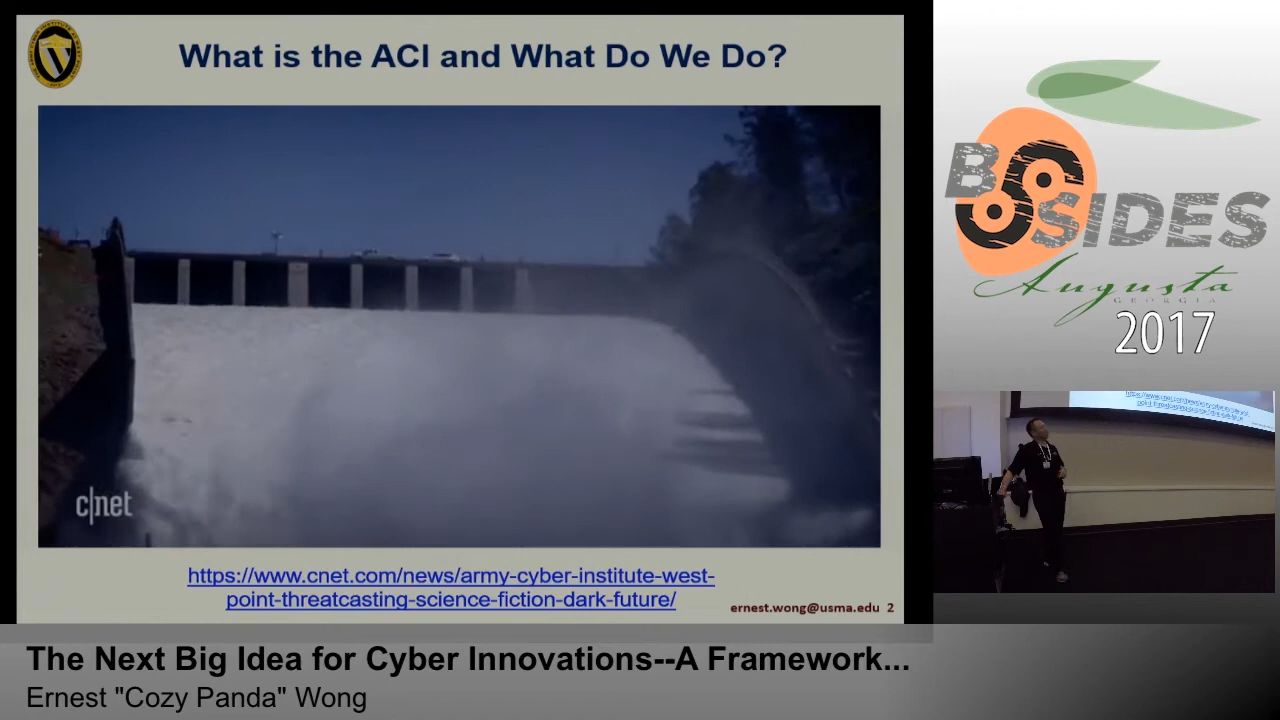 What is the ACI and What Do We Do?
c|net
https://www.cnet.com/news/army-cyber-institute-west-
point-threatcasting-science-fiction-dark-future/
ernest.wong@usma.edu 2
BSIDES
Augusta
GEORGIA
2017
The Next Big Idea for Cyber Innovations--A Framework...
Ernest "Cozy Panda" Wong